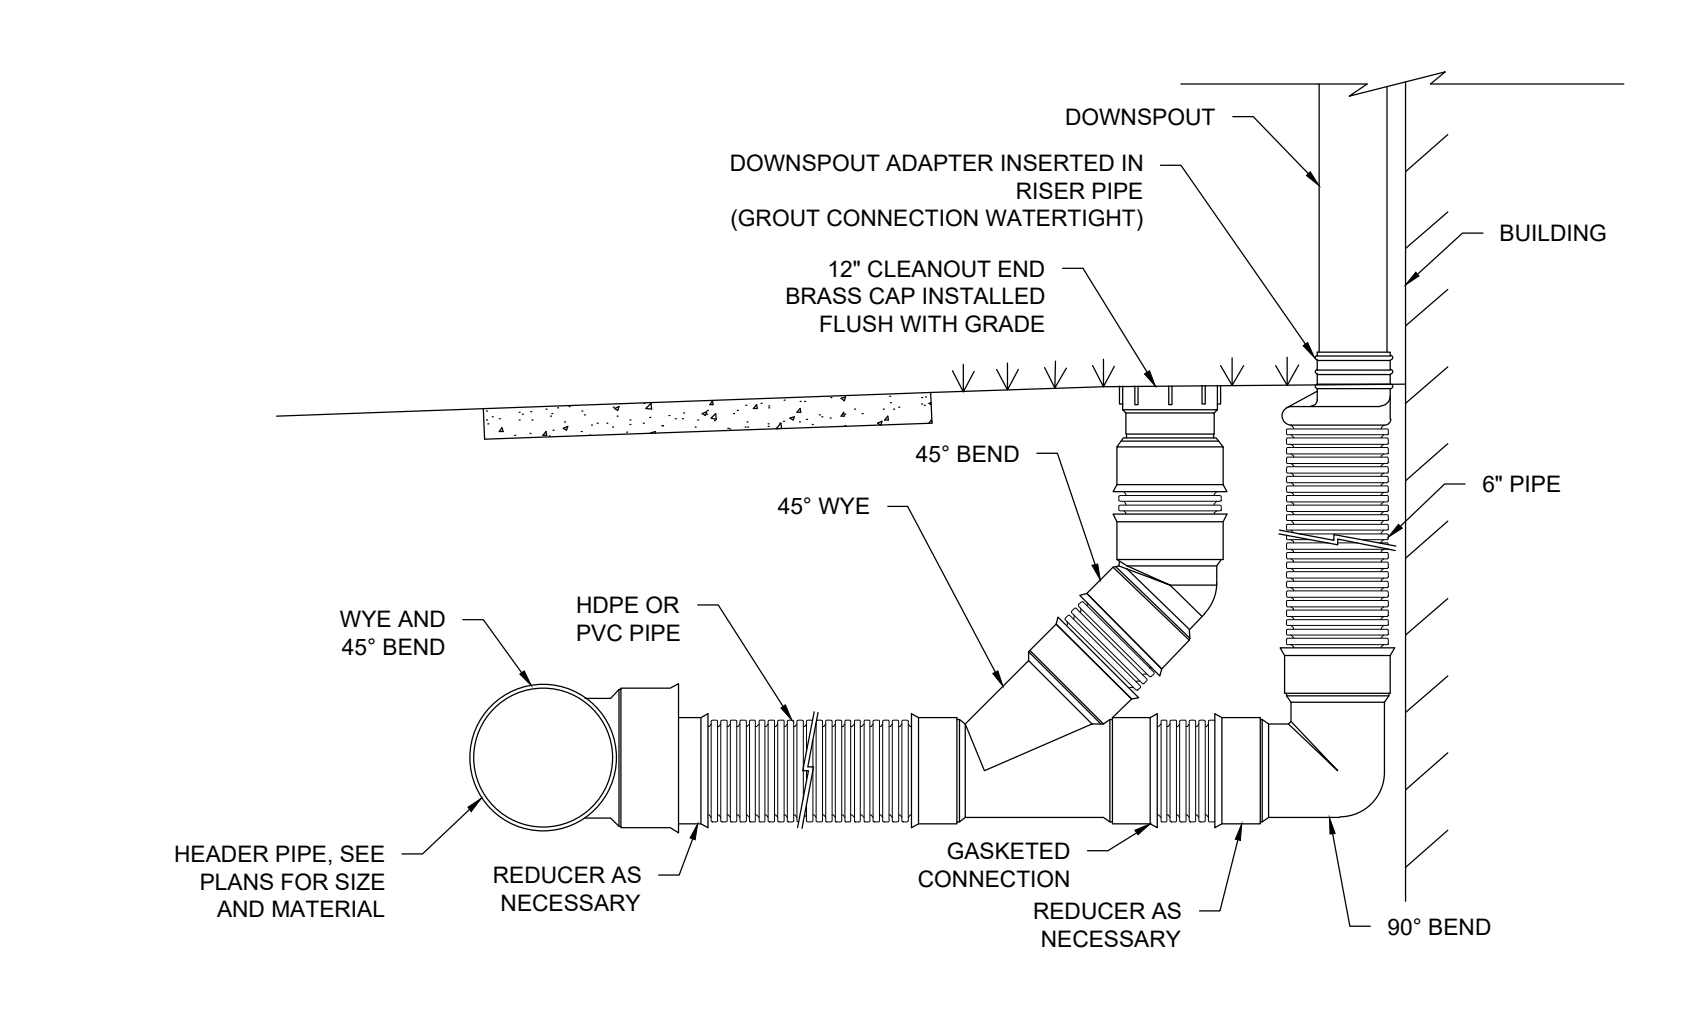 DOWNSPOUT
DOWNSPOUT ADAPTER INSERTED IN
RISER PIPE
(GROUT CONNECTION WATERTIGHT)
BUILDING
12" CLEANOUT END
BRASS CAP INSTALLED
FLUSH WITH GRADE
45° BEND
6" PIPE
45° WYE
HDPE OR
PVC PIPE
WYE AND
45° BEND
HEADER PIPE, SEE
PLANS FOR SIZE
AND MATERIAL
REDUCER AS
NECESSARY
GASKETED
CONNECTION
REDUCER AS
NECESSARY
90° BEND